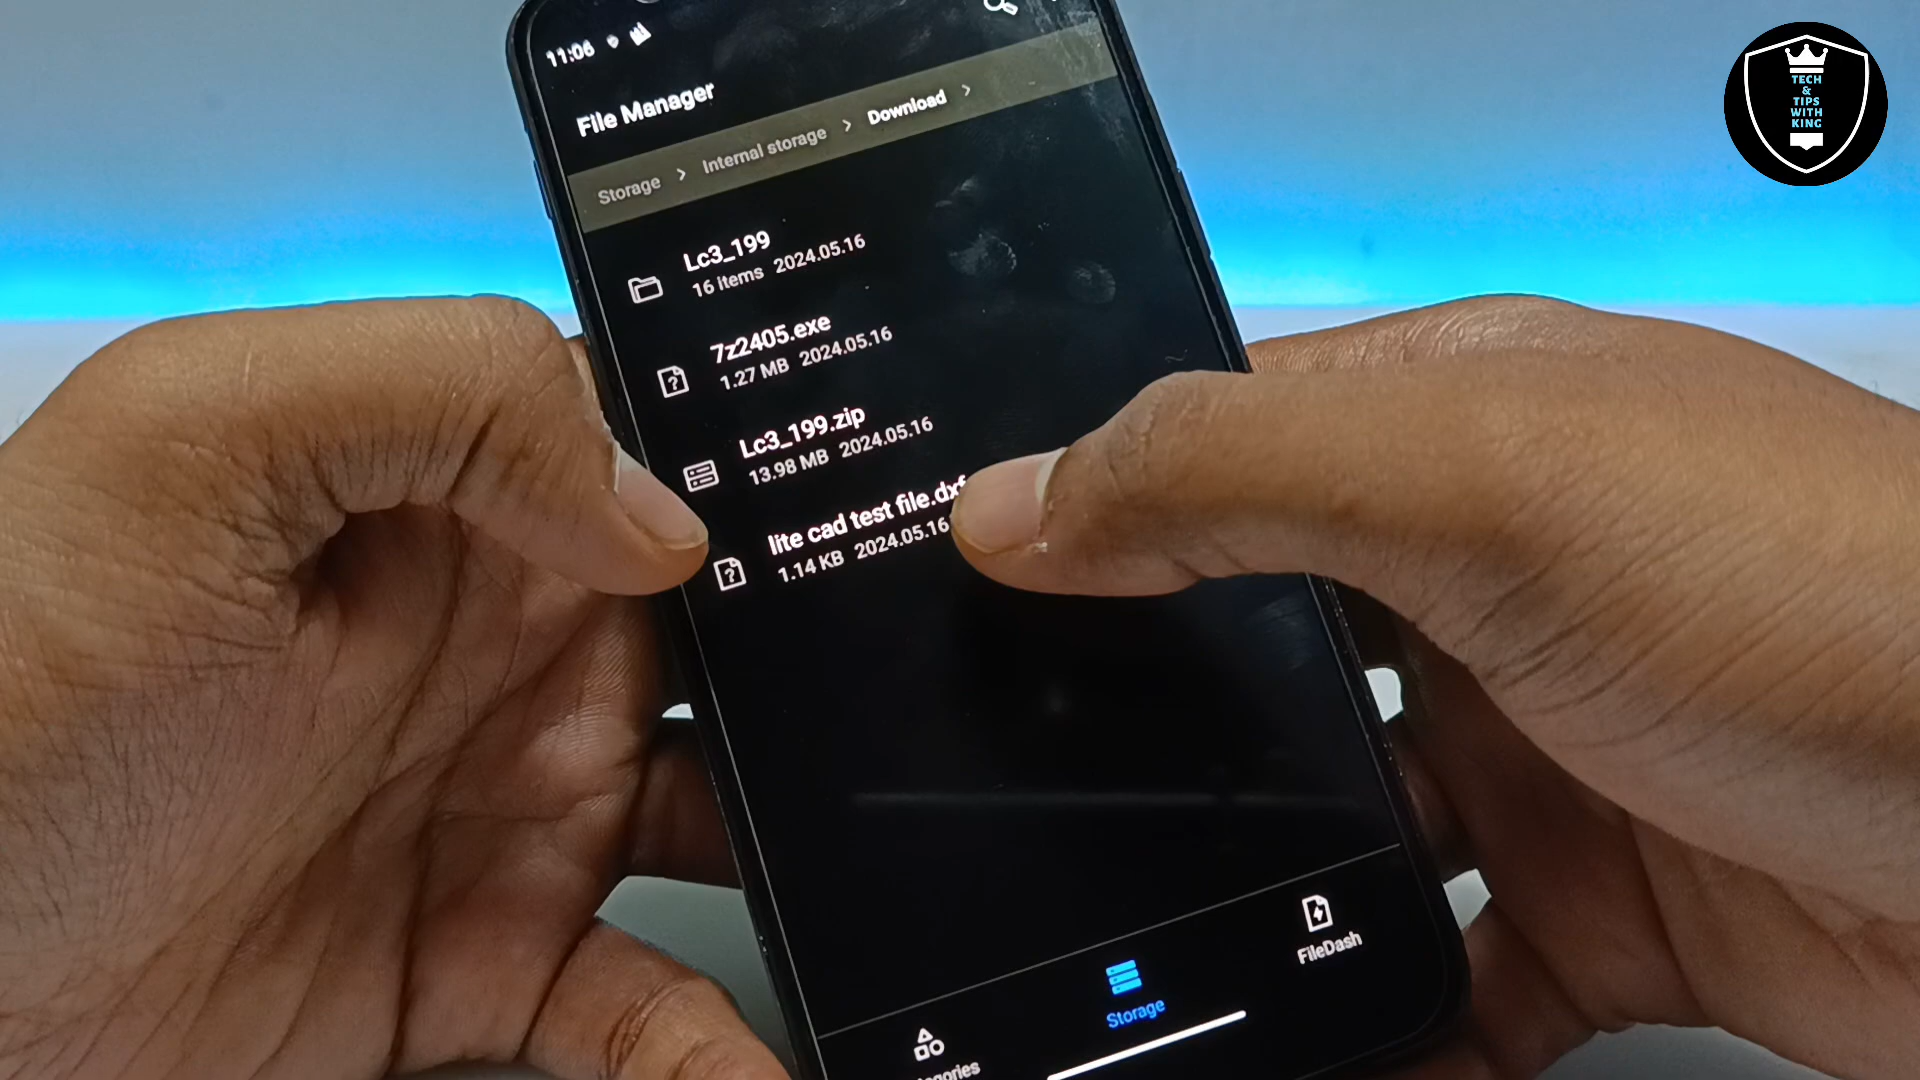 11:06
File Manager
Storage > Internal storage > Download >
Lc3_199
16 items 2024.05.16
7z2405.exe
1.27 MB 2024.05.16
Lc3_199.zip
13.98 MB 2024.05.16
lite cad test file.dxf
1.14 KB 2024.05.16
Storage
FileDash
TECH
&
TIPS
WITH
KING